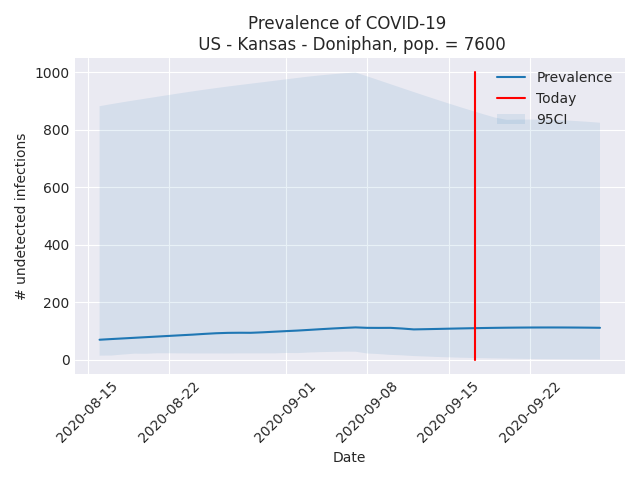 Prevalence of COVID-19
US - Kansas - Doniphan, pop. = 7600
1000
800
600
400
200
0
# undetected infections
Prevalence
Today
95CI
2020-08-15
2020-08-22
2020-09-01
2020-09-08
2020-09-15
2020-09-22
Date